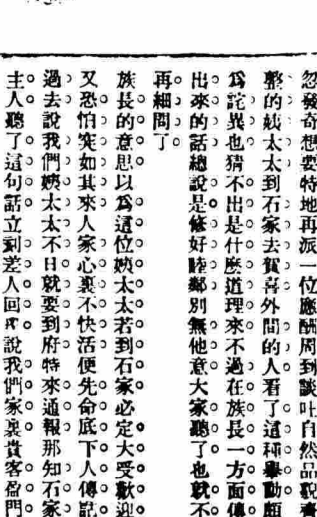 忽發奇想要特地再派一位應酬周到談吐自然品貌齊
整的姨太太到石家去賀喜外間的人看了這種舉動頗
爲詫異也猜不出是什麼道理來不過在族長一方面傳
出來的話總說是修好睦鄰別無他意大家聽了也就不
再細問了。
族長的意思以爲這位姨太太若到石家必定大受歡迎
又恐怕突如其來人家心裏不快活便先命底下人傳
過去說我們姨太太不日就要到府特來通報那知石家
主人聽了這句話立刻差人回說我們家裏貴客盈門